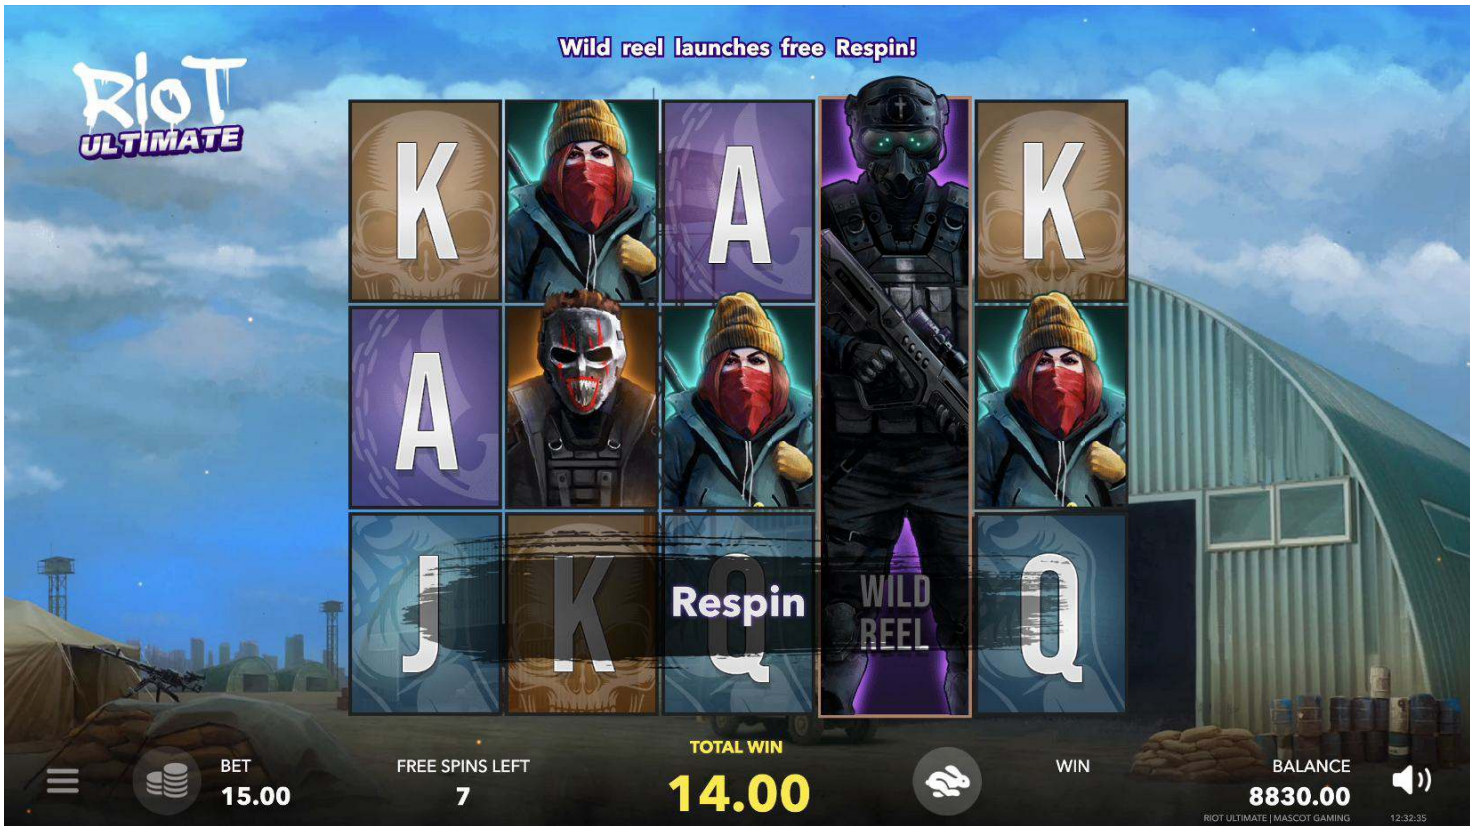 Wild reel launches free Respin!
RioT
ULTIMATE
K
A
K
A
J
K
Q
WILD
REEL
Q
Respin
TOTAL WIN
14.00
BET
15.00
FREE SPINS LEFT
7
WIN
BALANCE
8830.00
RIOT ULTIMATE | MASCOT GAMING
12:32:35